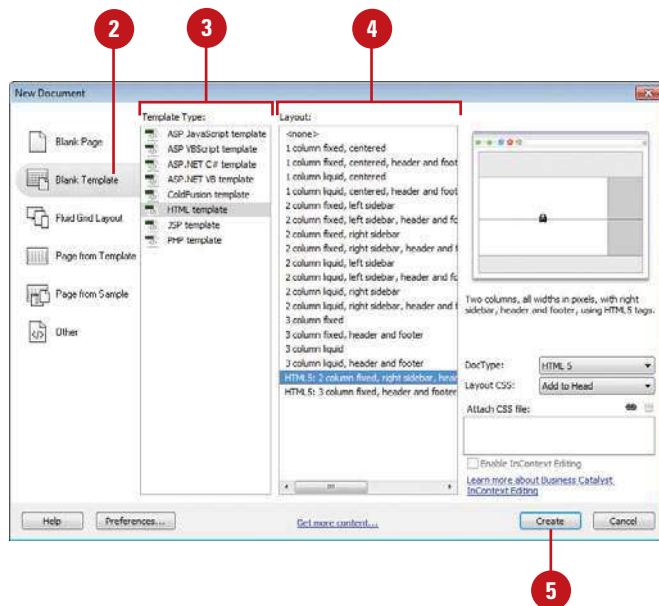 2
3
4
New Document
Blank Page
Blank Template
Fluid Grid Layout
Page from Template
Page from Sample
Other
Template Type:
ASP JavaScript template
ASP VBScript template
ASP.NET C# template
ASP.NET VB template
ColdFusion template
HTML template
JSP template
PHP template
Layout:
<none>
1 column fixed, centered
1 column fixed, centered, header and foot
1 column liquid, centered
1 column liquid, centered, header and foot
2 column fixed, left sidebar
2 column fixed, left sidebar, header and fo
2 column fixed, right sidebar
2 column fixed, right sidebar, header and f
2 column liquid, left sidebar
2 column liquid, left sidebar, header and fo
2 column liquid, right sidebar
2 column liquid, right sidebar, header and f
3 column fixed
3 column fixed, header and footer
3 column liquid
3 column liquid, header and footer
HTML5: 2 column fixed, right sidebar, head
HTML5: 3 column fixed, header and footer
Two columns, all widths in pixels, with right
sidebar, header and footer, using HTML5 tags.
DocType: HTML 5
Layout CSS: Add to Head
Attach CSS file:
Enable InContext Editing
Learn more about Business Catalyst
InContext Editing
Help Preferences... Get more content... Create Cancel
5